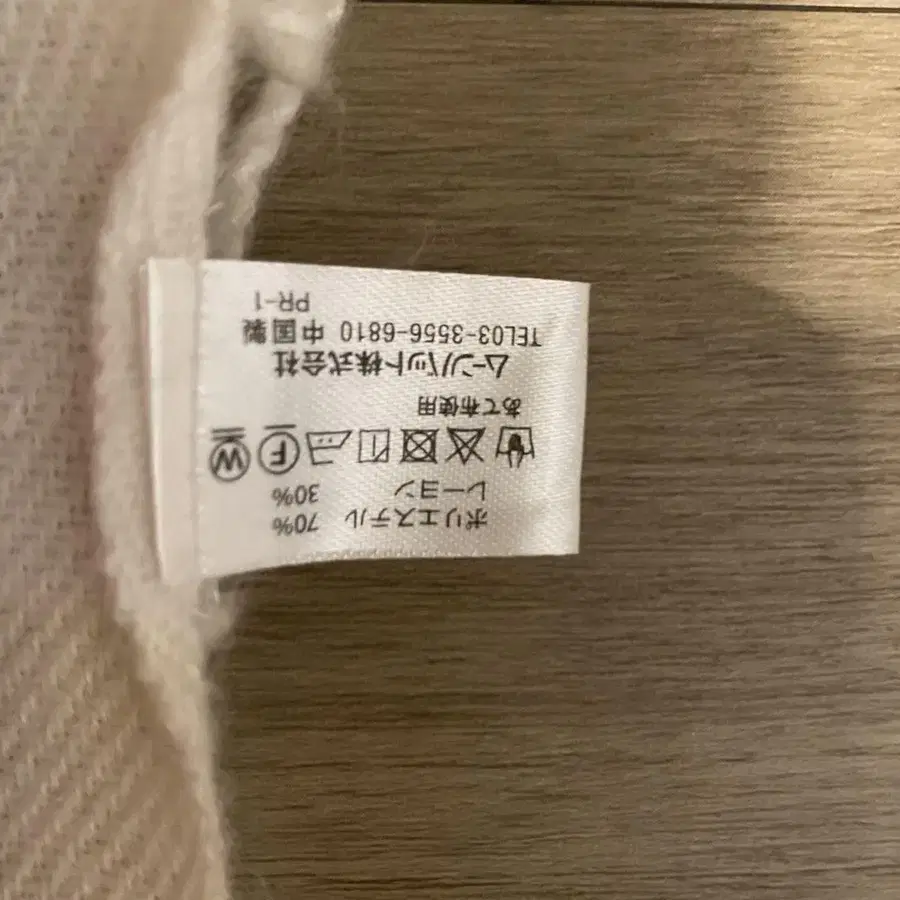 ポリエステル 70%
レーヨン 30%
F W
あて布使用
ムーンバット株式会社
TEL03-3556-6810 中国製
PR-1